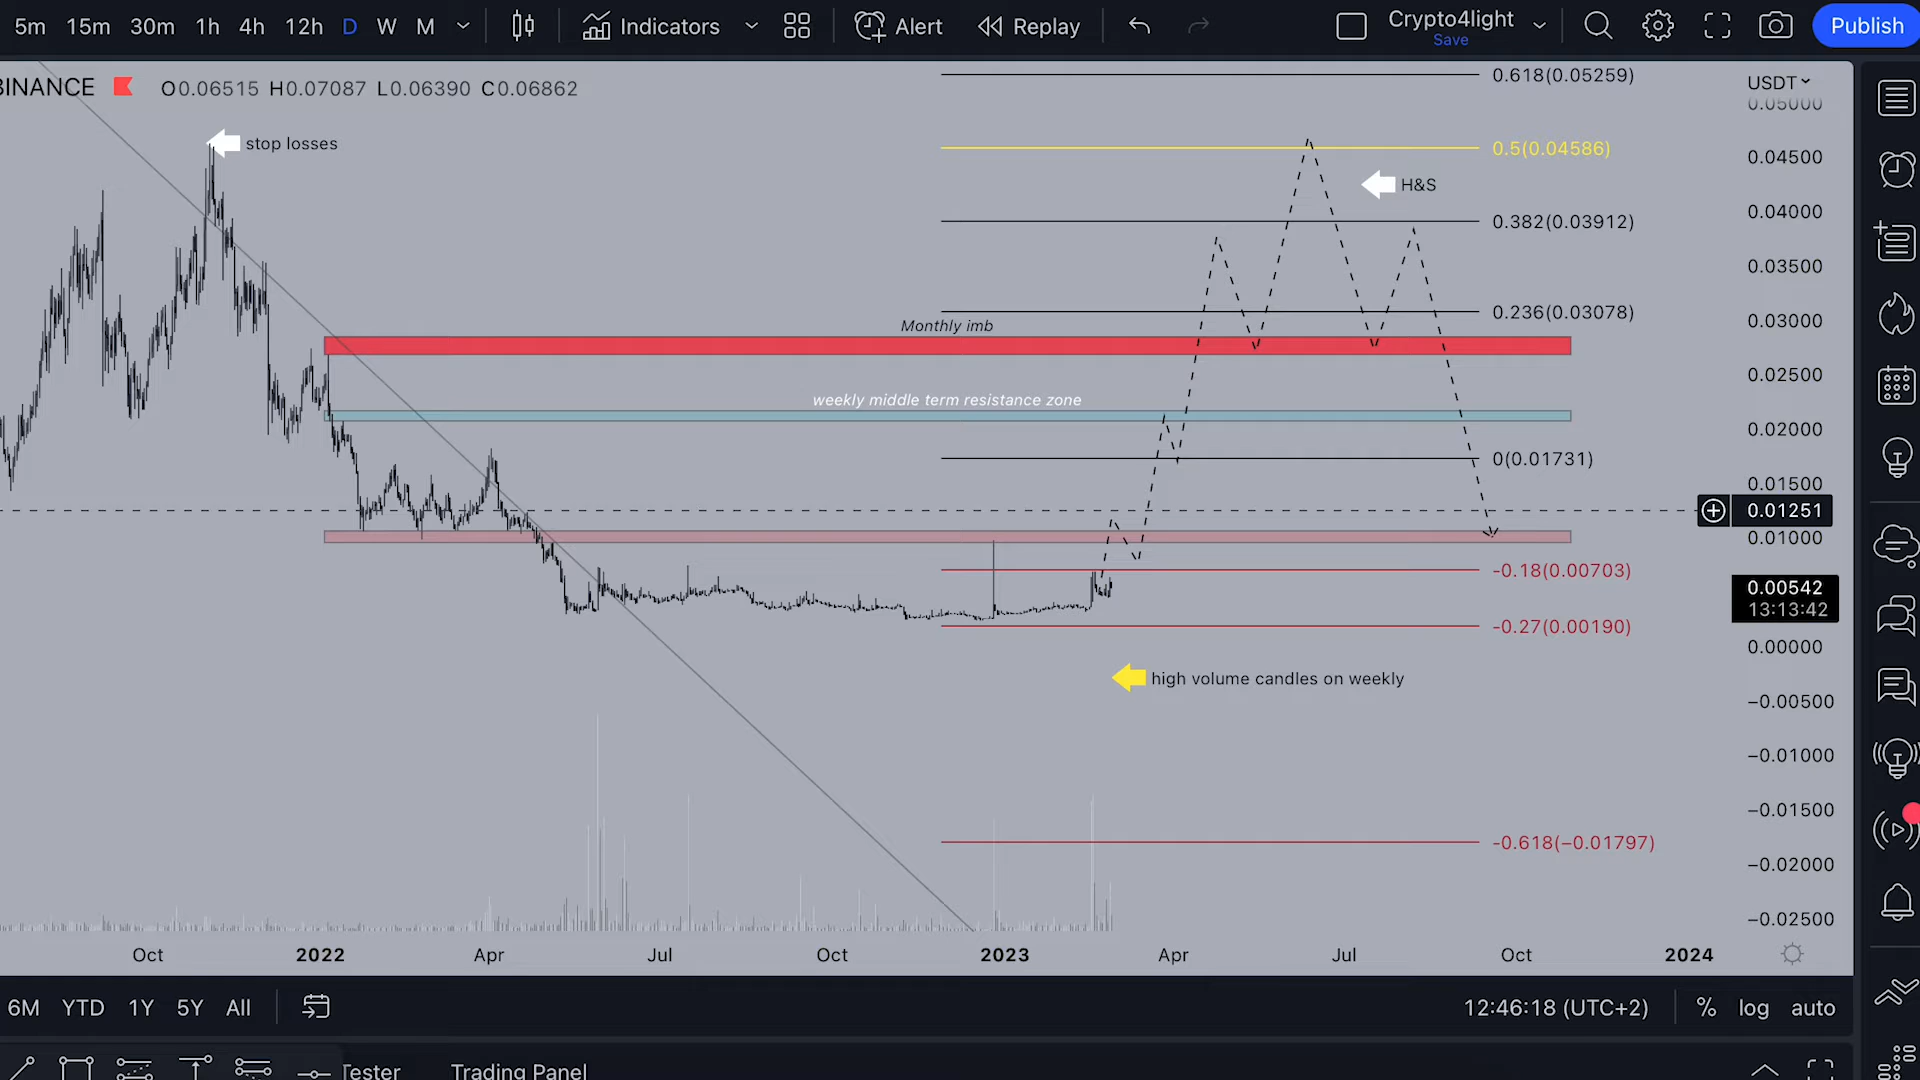 5m 15m 30m 1h 4h 12h D W M Indicators Alert Replay Crypto4light Publish
Save
BINANCE O0.06515 H0.07087 L0.06390 C0.06862
0.618(0.05259)
USDT
0.05000
stop losses
0.5(0.04586)
0.04500
H&S
0.04000
0.382(0.03912)
0.03500
0.236(0.03078)
0.03000
Monthly imb
0.02500
weekly middle term resistance zone
0.02000
0(0.01731)
0.01500
0.01251
0.01000
-0.18(0.00703)
0.00542
13:13:42
-0.27(0.00190)
0.00000
high volume candles on weekly
−0.00500
−0.01000
−0.01500
-0.618(−0.01797)
−0.02000
−0.02500
Oct 2022 Apr Jul Oct 2023 Apr Jul Oct 2024
6M YTD 1Y 5Y All 12:46:18 (UTC+2) % log auto
Tester Trading Panel